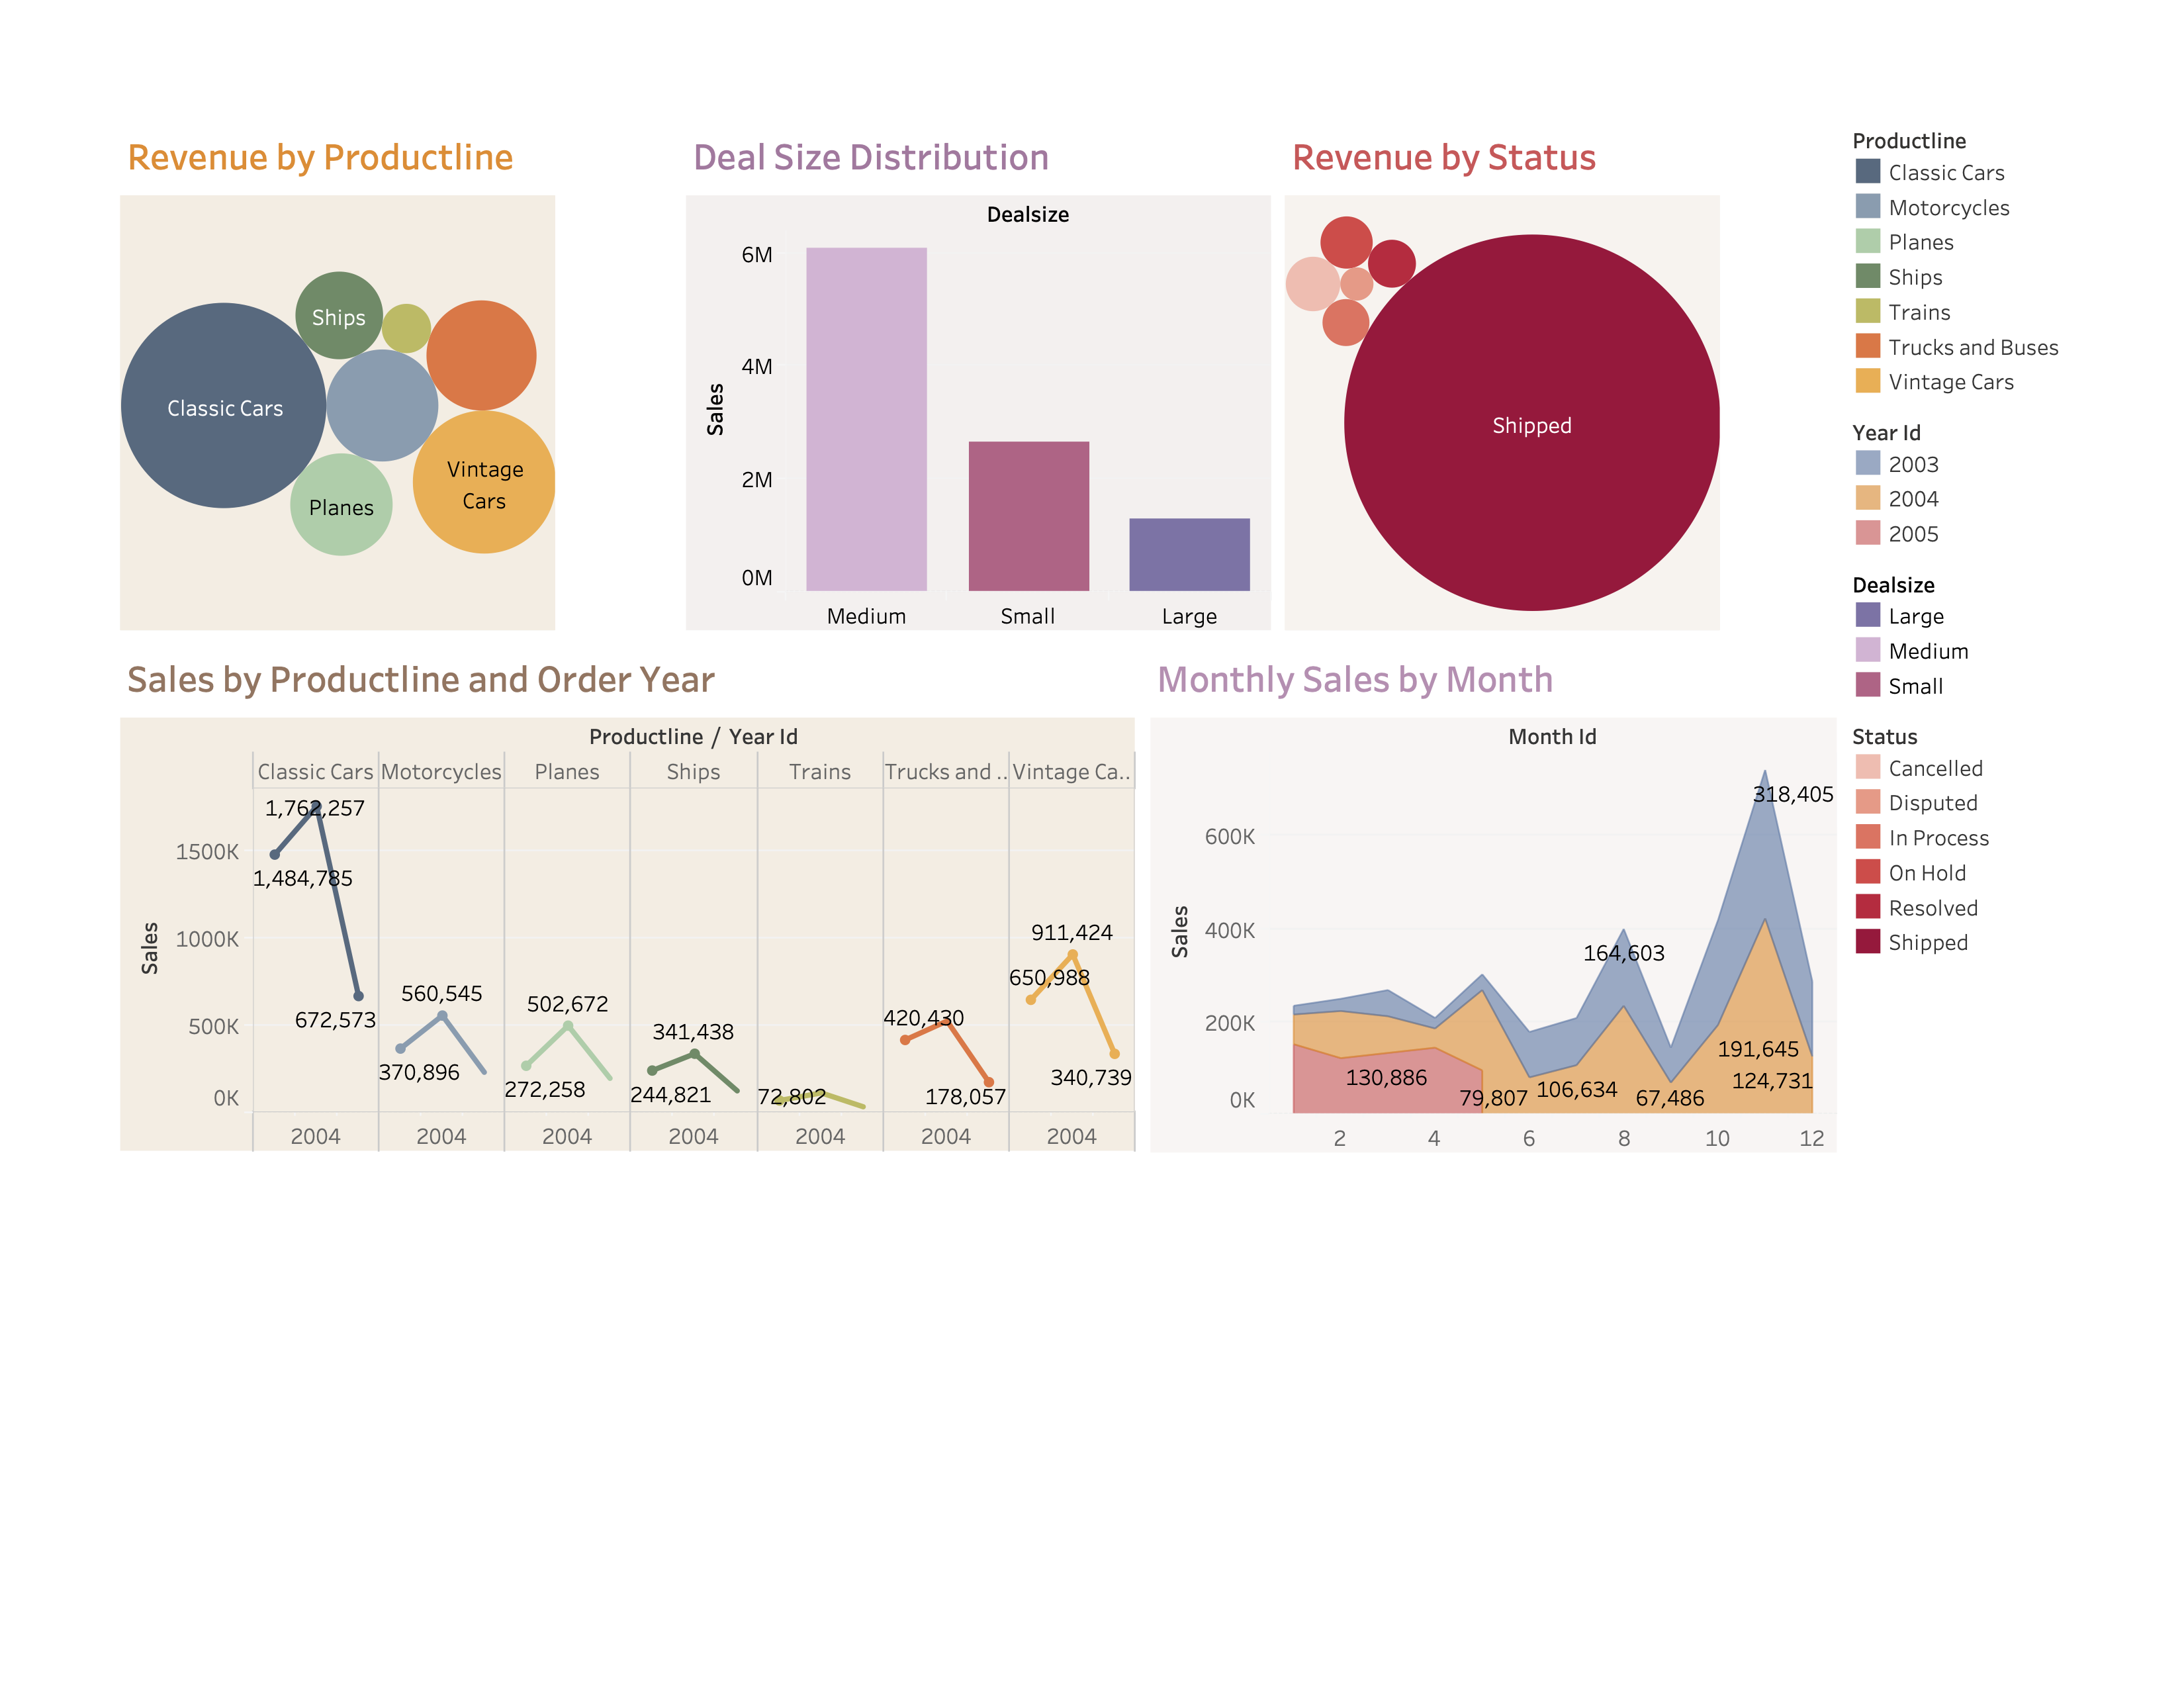 Revenue by Productline
Ships
Classic Cars
Vintage
Cars
Planes
Deal Size Distribution
Dealsize
6M
4M
2M
0M
Sales
Medium
Small
Large
Revenue by Status
Shipped
Productline
Classic Cars
Motorcycles
Planes
Ships
Trains
Trucks and Buses
Vintage Cars
Year Id
2003
2004
2005
Dealsize
Large
Medium
Small
Status
Cancelled
Disputed
In Process
On Hold
Resolved
Shipped
Sales by Productline and Order Year
Productline / Year Id
Classic Cars
Motorcycles
Planes
Ships
Trains
Trucks and ..
Vintage Ca..
1500K
1000K
500K
0K
Sales
1,762,257
1,484,785
672,573
560,545
370,896
502,672
272,258
341,438
244,821
72,802
420,430
178,057
911,424
650,988
340,739
2004
2004
2004
2004
2004
2004
2004
Monthly Sales by Month
Month Id
600K
400K
200K
0K
Sales
318,405
164,603
191,645
130,886
79,807
106,634
67,486
124,731
2
4
6
8
10
12